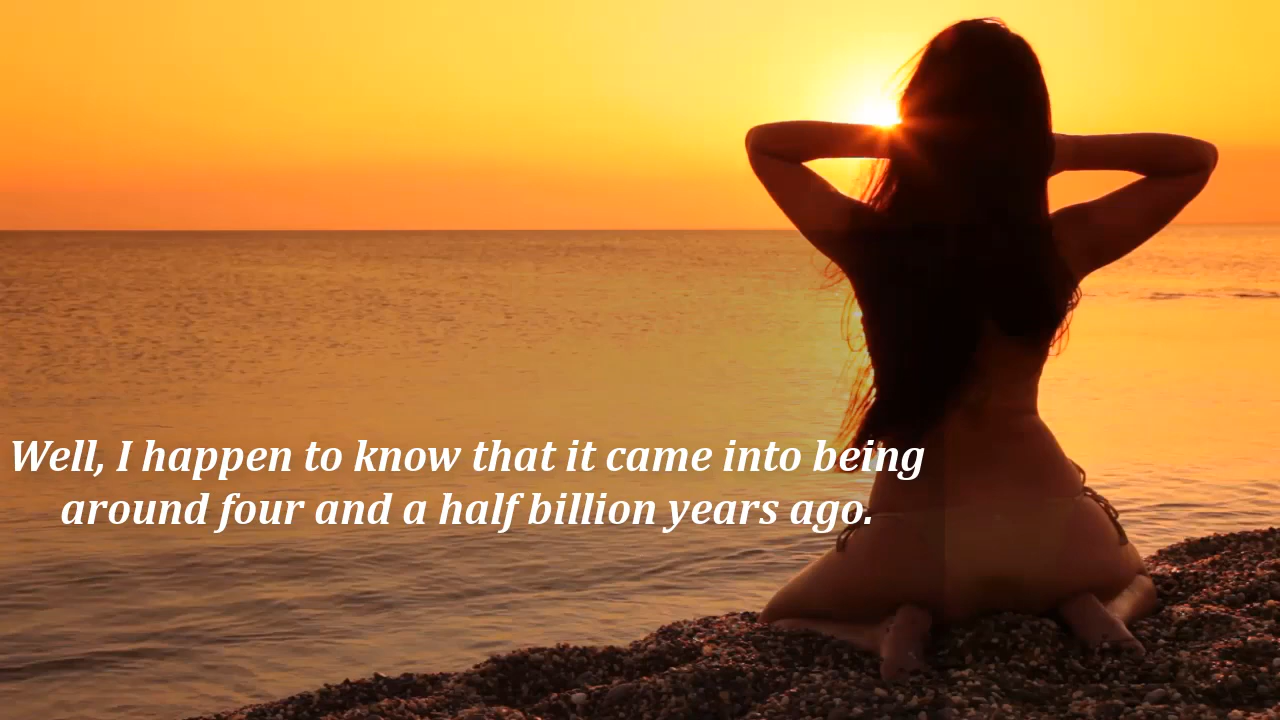 Well, I happen to know that it came into being
around four and a half billion years ago.